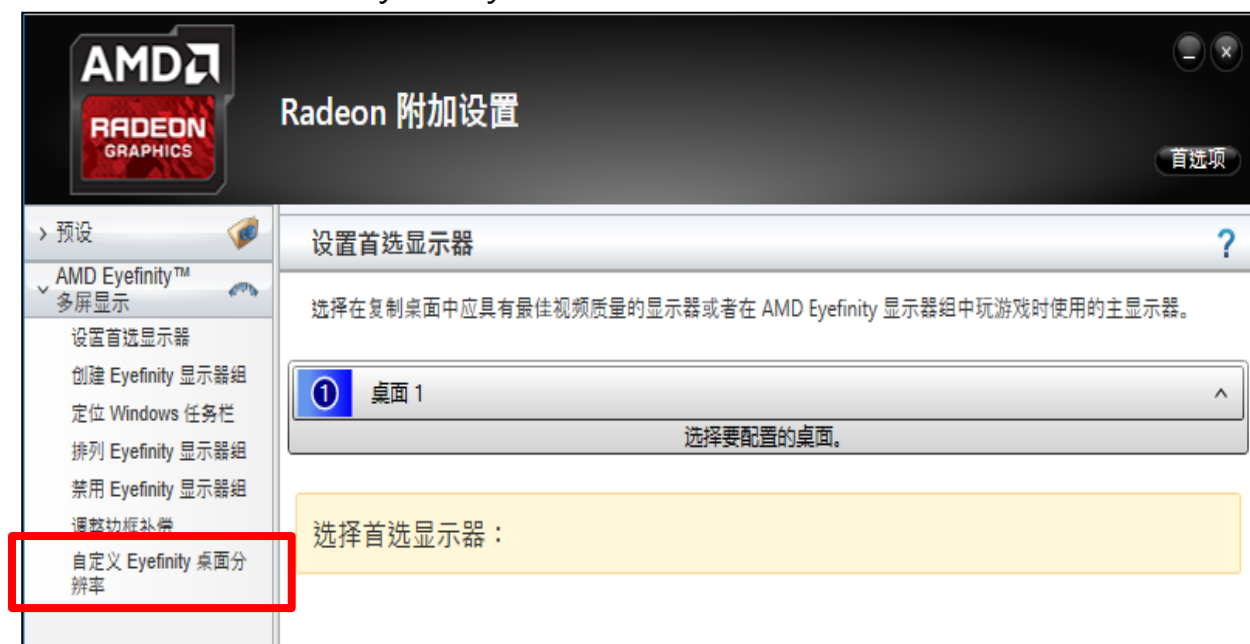 AMD
RADEON
GRAPHICS
Radeon 附加设置
首选项
预设
AMD Eyefinity™
多屏显示
设置首选显示器
创建 Eyefinity 显示器组
定位 Windows 任务栏
排列 Eyefinity 显示器组
禁用 Eyefinity 显示器组
调整边框补偿
自定义 Eyefinity 桌面分
辨率
设置首选显示器
?
选择在复制桌面中应具有最佳视频质量的显示器或者在 AMD Eyefinity 显示器组中玩游戏时使用的主显示器。
1 桌面 1
选择要配置的桌面。
选择首选显示器：